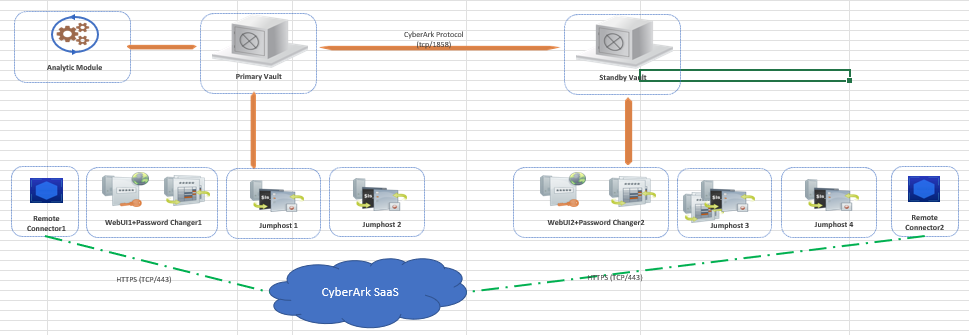 CyberArk Protocol
(tcp/1858)
Analytic Module
Primary Vault
Standby Vault
Remote
Connector1
WebUI1+Password Changer1
Jumphost 1
Jumphost 2
WebUI2+Password Changer2
Jumphost 3
Jumphost 4
Remote
Connector2
HTTPS (TCP/443)
CyberArk SaaS
HTTPS (TCP/443)